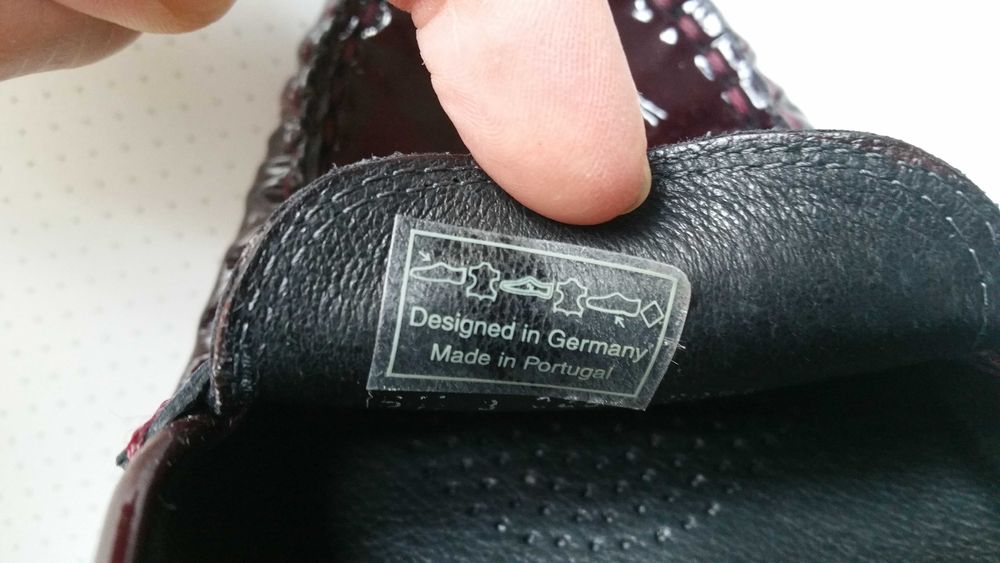 Designed in Germany
Made in Portugal